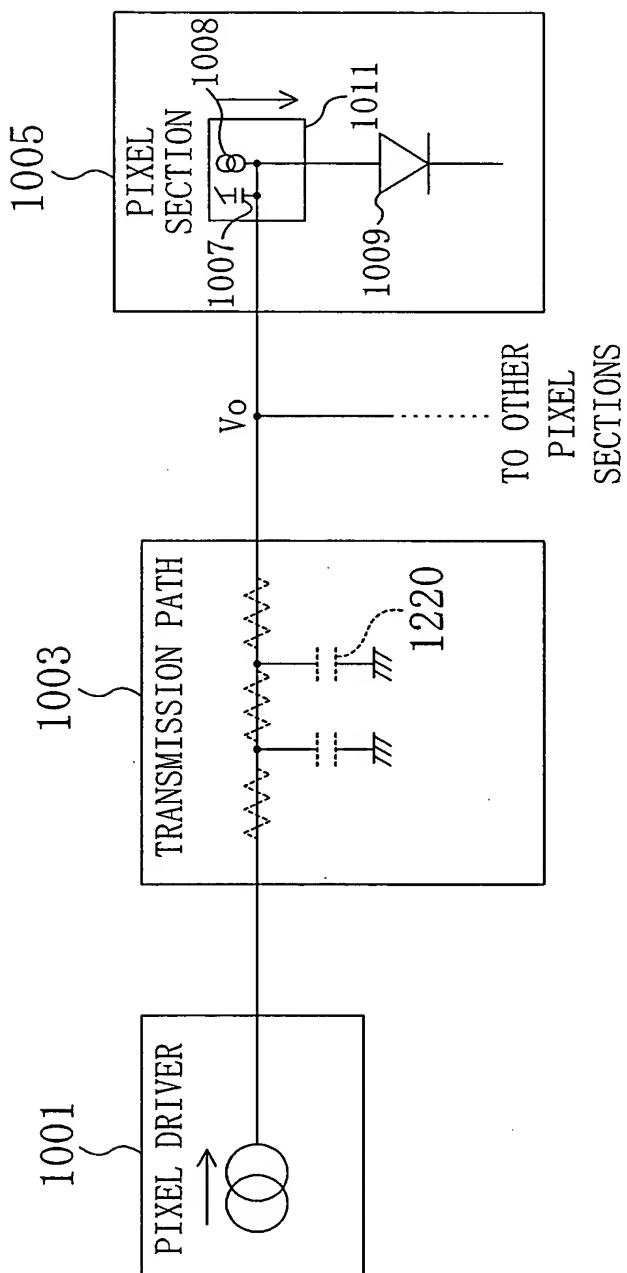 1001
PIXEL DRIVER
1003
TRANSMISSION PATH
1220
Vo
TO OTHER
PIXEL
SECTIONS
1005
PIXEL
SECTION
1007
1008
1011
1009